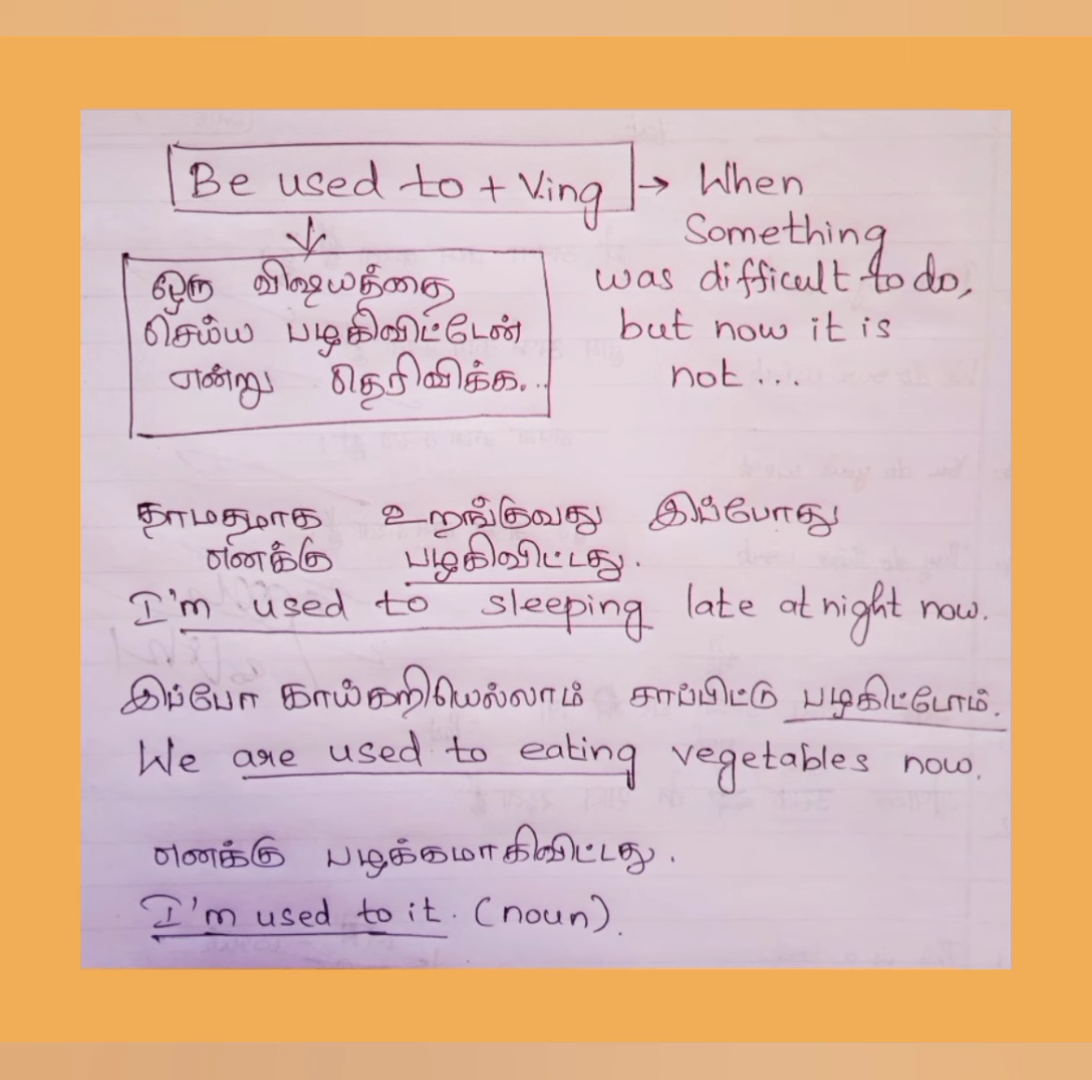 Be used to + V.ing → When
Something
was difficult to do,
but now it is
not...
ஒரு விஷயத்தை
செய்ய பழகிவிட்டேன்
என்று தெரிவிக்க...
தாமதமாக உறங்குவது இப்போது
எனக்கு பழகிவிட்டது.
I'm used to sleeping late at night now.
இப்போ காய்கறியெல்லாம் சாப்பிட்டு பழகிட்டோம்.
We are used to eating vegetables now.
எனக்கு பழக்கமாகிவிட்டது.
I'm used to it. (noun).